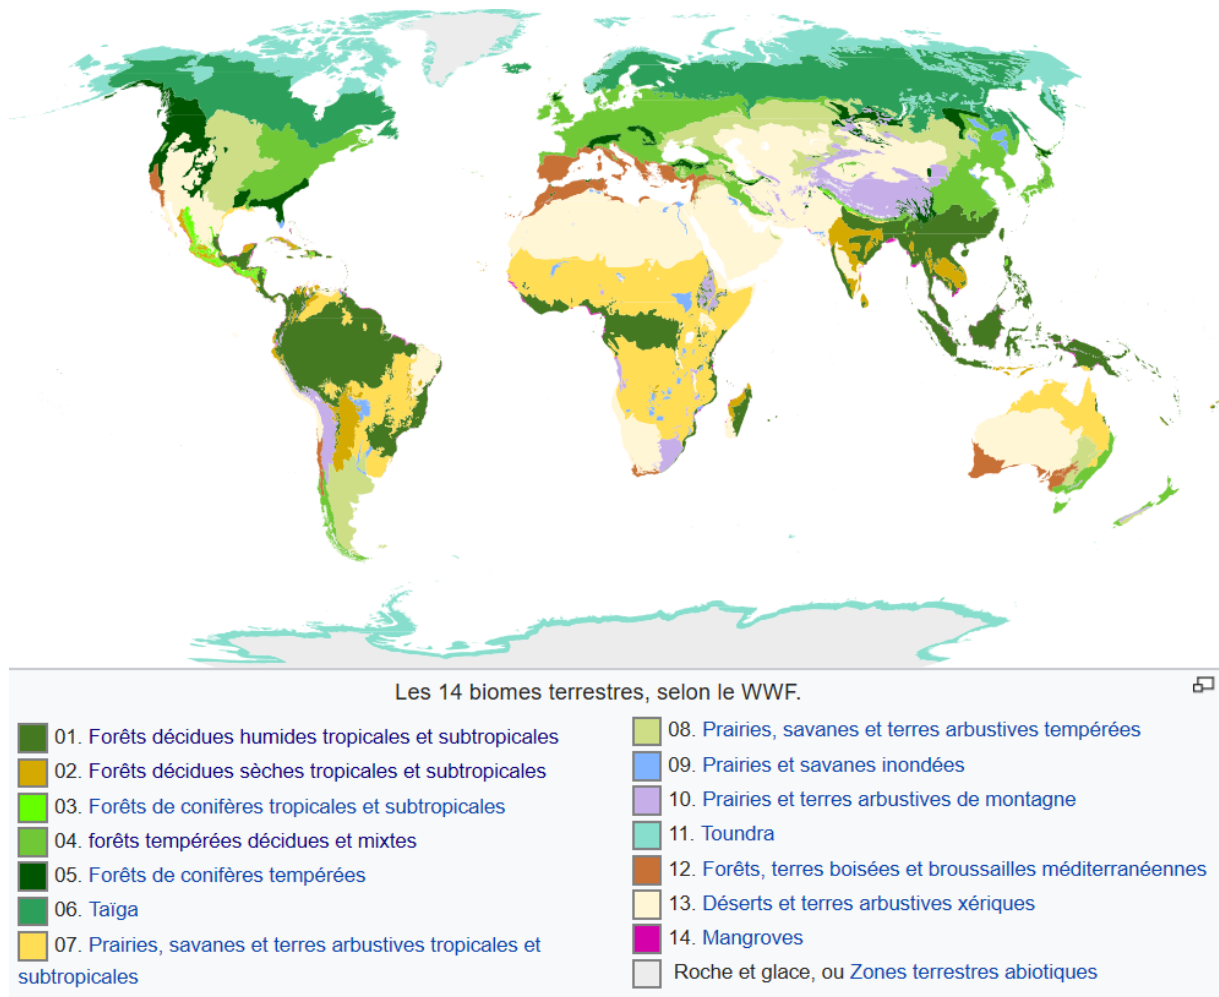 Les 14 biomes terrestres, selon le WWF.
01. Forêts décidues humides tropicales et subtropicales
02. Forêts décidues sèches tropicales et subtropicales
03. Forêts de conifères tropicales et subtropicales
04. forêts tempérées décidues et mixtes
05. Forêts de conifères tempérées
06. Taïga
07. Prairies, savanes et terres arbustives tropicales et
subtropicales
08. Prairies, savanes et terres arbustives tempérées
09. Prairies et savanes inondées
10. Prairies et terres arbustives de montagne
11. Toundra
12. Forêts, terres boisées et broussailles méditerranéennes
13. Déserts et terres arbustives xériques
14. Mangroves
Roche et glace, ou Zones terrestres abiotiques